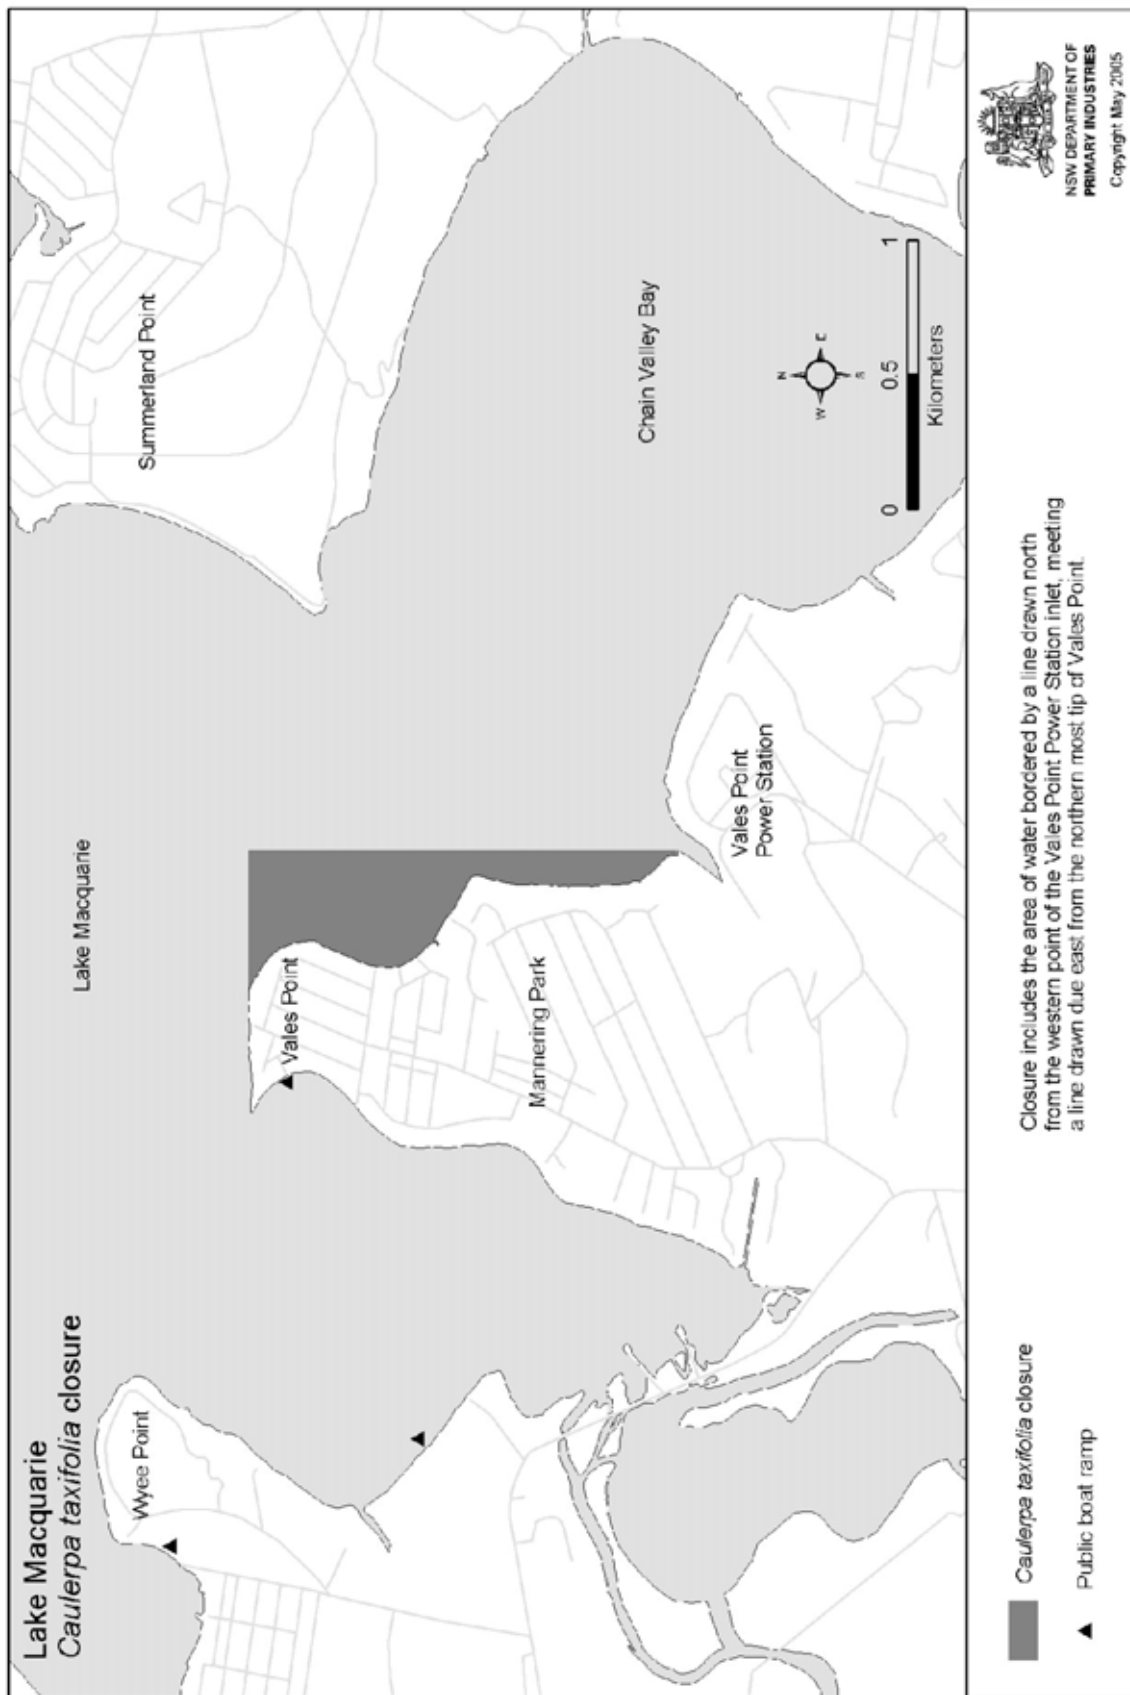 Lake Macquarie
Caulerpa taxifolia closure
Lake Macquarie
Wyee Point
Vales Point
Summerland Point
Mannering Park
Vales Point
Power Station
Chain Valley Bay
N
W
E
S
0
0.5
1
Kilometers
Caulerpa taxifolia closure
Public boat ramp
Closure includes the area of water bordered by a line drawn north
from the western point of the Vales Point Power Station inlet, meeting
a line drawn due east from the northern most tip of Vales Point.
NSW DEPARTMENT OF
PRIMARY INDUSTRIES
Copyright May 2005